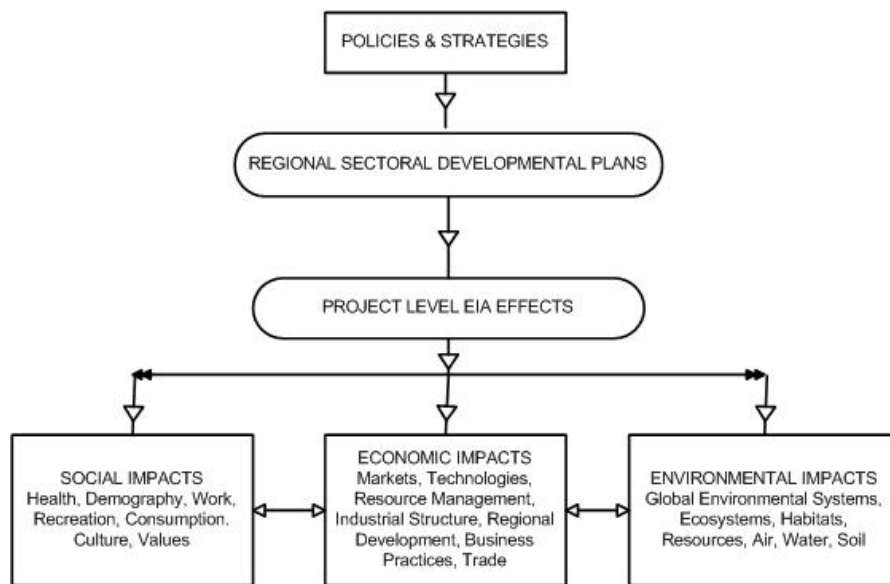 POLICIES & STRATEGIES
REGIONAL SECTORAL DEVELOPMENTAL PLANS
PROJECT LEVEL EIA EFFECTS
SOCIAL IMPACTS
Health, Demography, Work,
Recreation, Consumption.
Culture, Values
ECONOMIC IMPACTS
Markets, Technologies,
Resource Management,
Industrial Structure, Regional
Development, Business
Practices, Trade
ENVIRONMENTAL IMPACTS
Global Environmental Systems,
Ecosystems, Habitats,
Resources, Air, Water, Soil